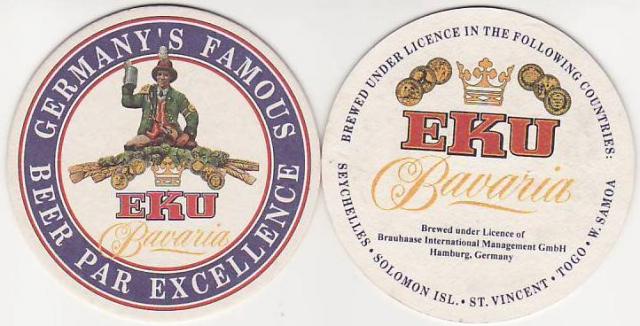 GERMANY'S FAMOUS
BEER PAR EXCELLENCE
EKU
Bavaria
BREWED UNDER LICENCE IN THE FOLLOWING COUNTRIES:
EKU
Bavaria
Brewed under Licence of
Brauhaase International Management GmbH
Hamburg, Germany
SEYCHELLES • SOLOMON ISL. • ST. VINCENT • TOGO • W. SAMOA